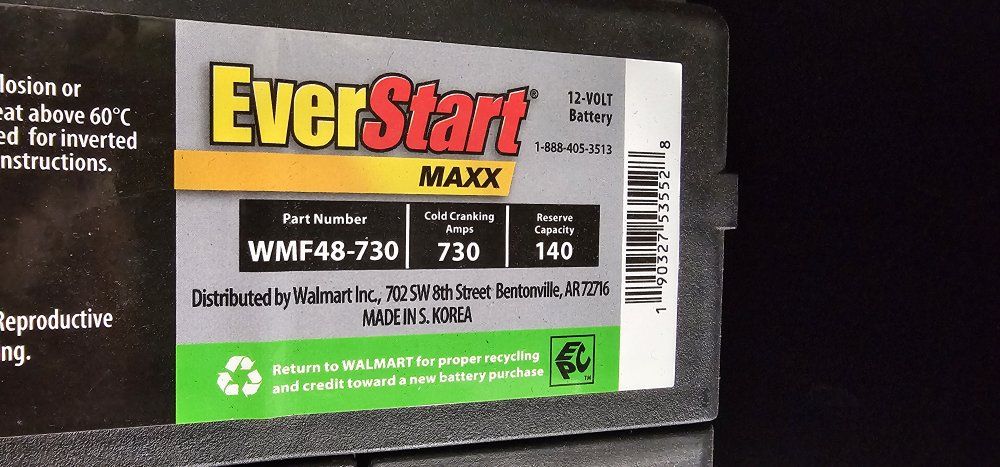 losion or
eat above 60°C
ed for inverted
nstructions.
Reproductive
ng.
EverStart®
MAXX
12-VOLT
Battery
1-888-405-3513
Part Number
WMF48-730
Cold Cranking
Amps
730
Reserve
Capacity
140
Distributed by Walmart Inc., 702 SW 8th Street Bentonville, AR 72716
MADE IN S. KOREA
Return to WALMART for proper recycling
and credit toward a new battery purchase
EPC™
1 90327 53552 8